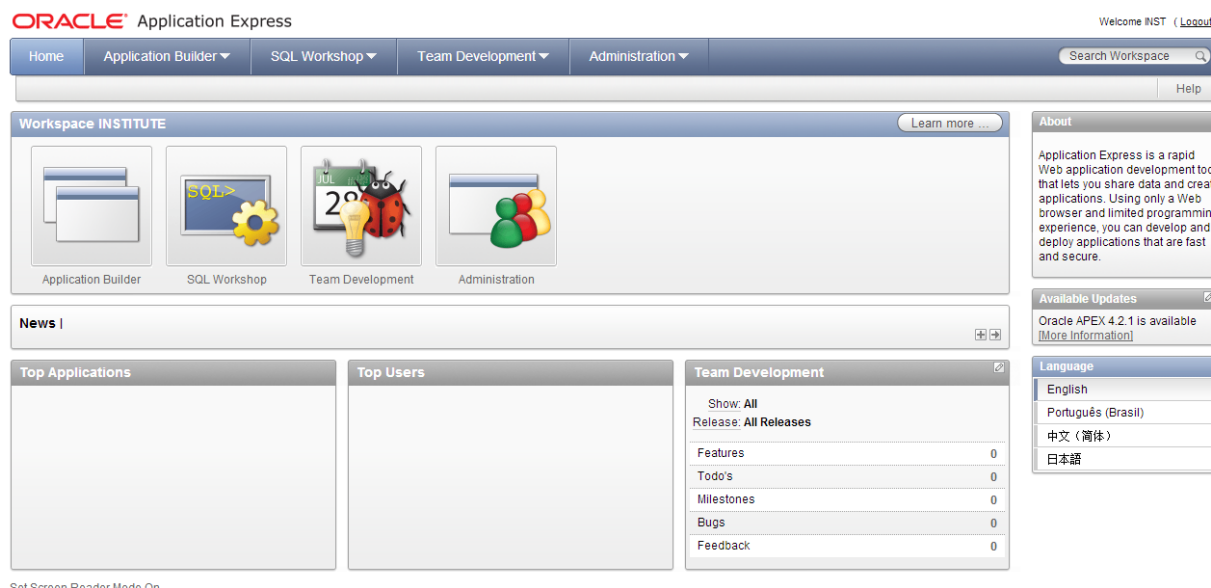 ORACLE Application Express
Welcome INST ( Logout
Home Application Builder SQL Workshop Team Development Administration
Search Workspace
Help
Workspace INSTITUTE
Learn more ...
SQL>
JUL
28
Application Builder SQL Workshop Team Development Administration
News |
Top Applications
Top Users
Team Development
Show: All
Release: All Releases
Features 0
Todo's 0
Milestones 0
Bugs 0
Feedback 0
About
Application Express is a rapid
Web application development
that lets you share data and
applications. Using only a Web
browser and limited
experience, you can develop and
deploy applications that are fast
and secure.
Available Updates
Oracle APEX 4.2.1 is available
[More Information]
Language
English
Português (Brasil)
中文（简体）
日本語
Set Screen Reader Mode On